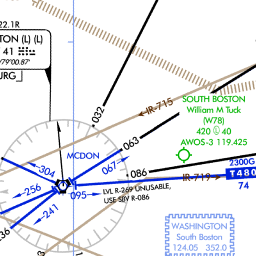 22.1R
TON (L) (L)
41
79°00.87'
URG
032
IR-715
SOUTH BOSTON
William M Tuck
(W78)
420 40
AWOS-3 119.425
MCDON
063
067
304
086
2300G
T480
IR-719
74
256
095
LVL R-269 UNUSABLE,
USE SBV R-086
241
236
WASHINGTON
South Boston
124.05 352.0